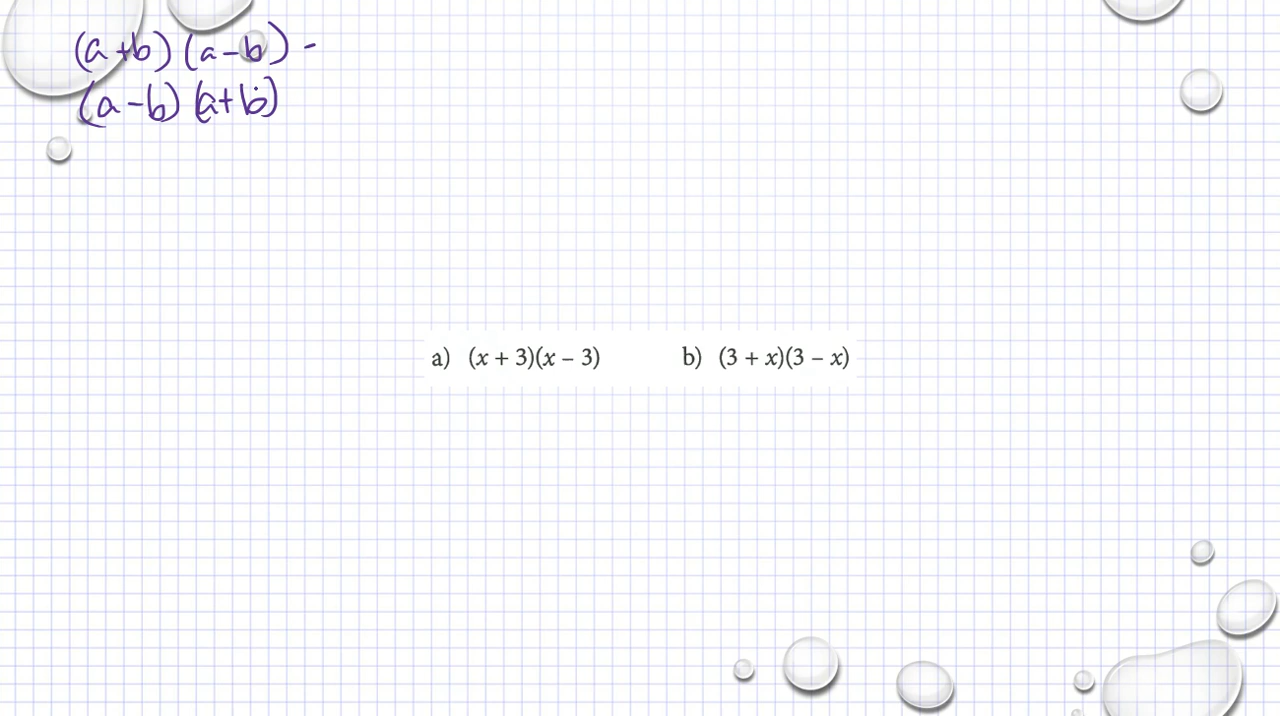 (a+b)(a-b) -
(a-b)(a+b)
a) (x + 3)(x – 3) b) (3 + x)(3 – x)